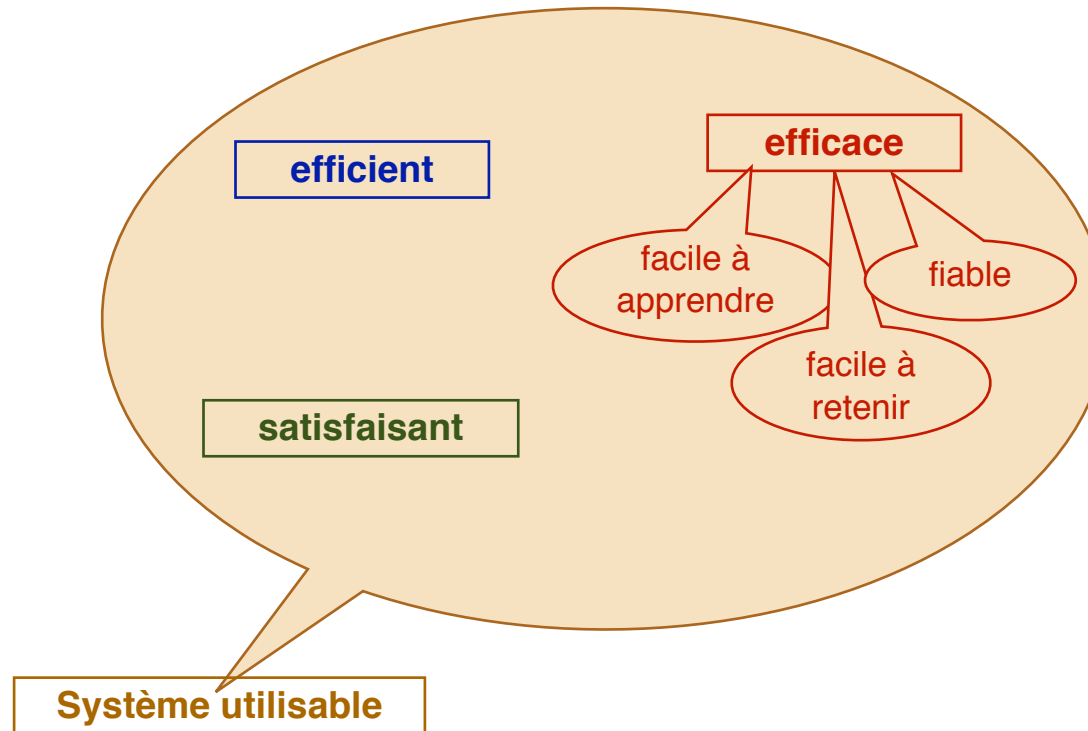 efficient
efficace
facile à
apprendre
fiable
facile à
retenir
satisfaisant
Système utilisable